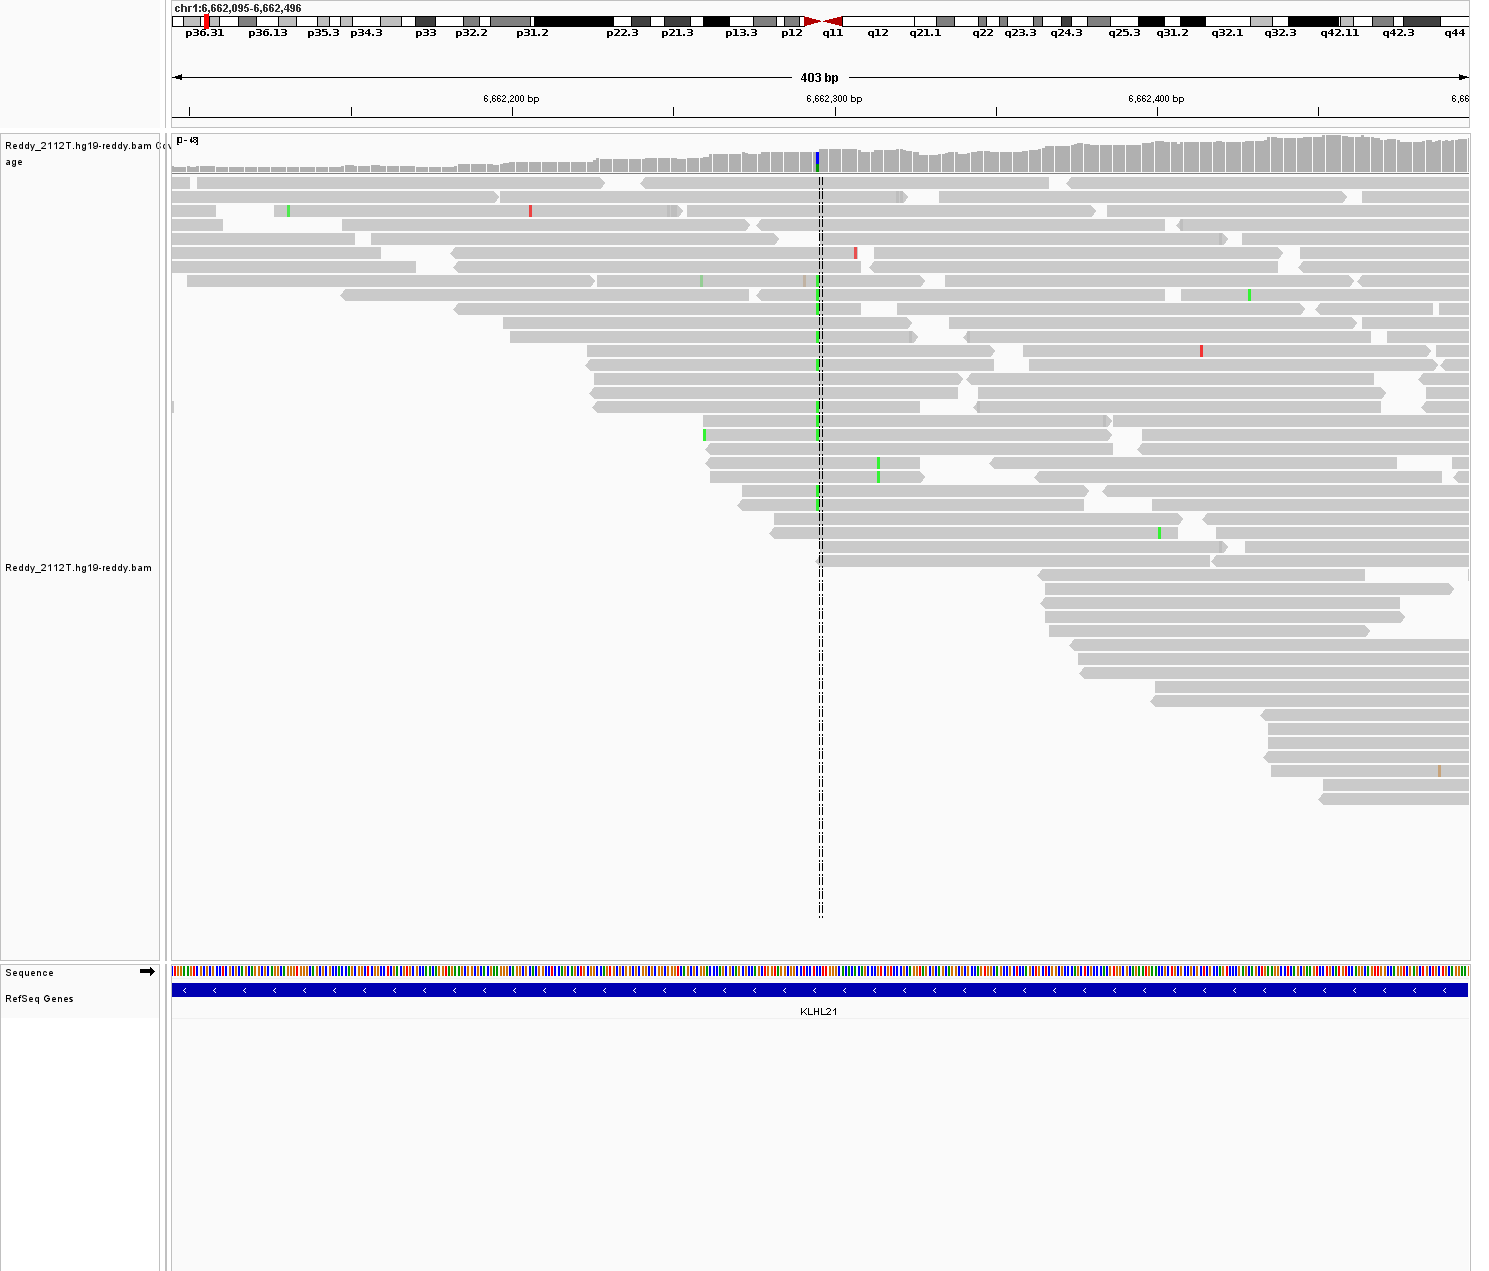 chr1:6,662,095-6,662,496
p36.31 p36.13 p35.3 p34.3 p33 p32.2 p31.2 p22.3 p21.3 p13.3 p12 q11 q12 q21.1 q22 q23.3 q24.3 q25.3 q31.2 q32.1 q32.3 q42.11 q42.3 q44
403 bp
6,662,200 bp 6,662,300 bp 6,662,400 bp 6,66
Reddy_2112T.hg19-reddy.bam Cov
age
[0 - 48]
Reddy_2112T.hg19-reddy.bam
Sequence
RefSeq Genes
KLHL21